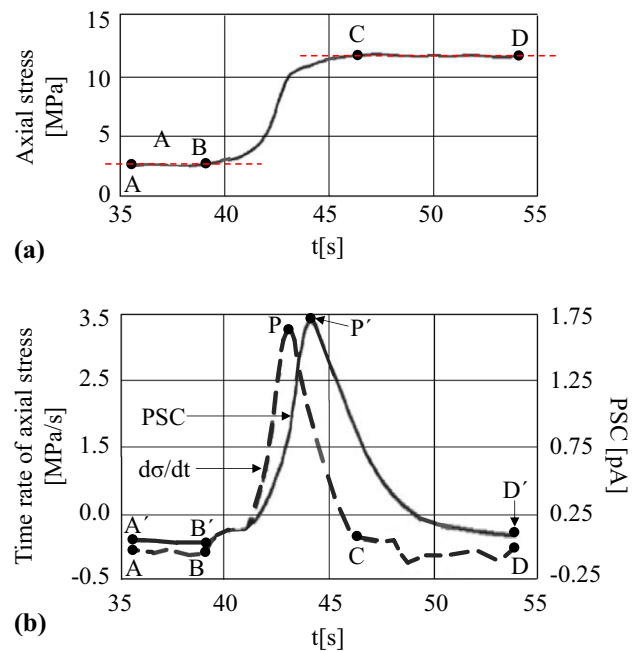 Axial stress
[MPa]
15
10
5
0
A
A
B
C
D
35
40
45
50
55
t[s]
(a)
Time rate of axial stress
[MPa/s]
3.5
2.5
1.5
0.0
-0.5
P
P´
PSC
dσ/dt
A´
B´
A
B
C
D´
D
1.75
1.25
0.75
0.25
-0.25
PSC [pA]
35
40
45
50
55
t[s]
(b)